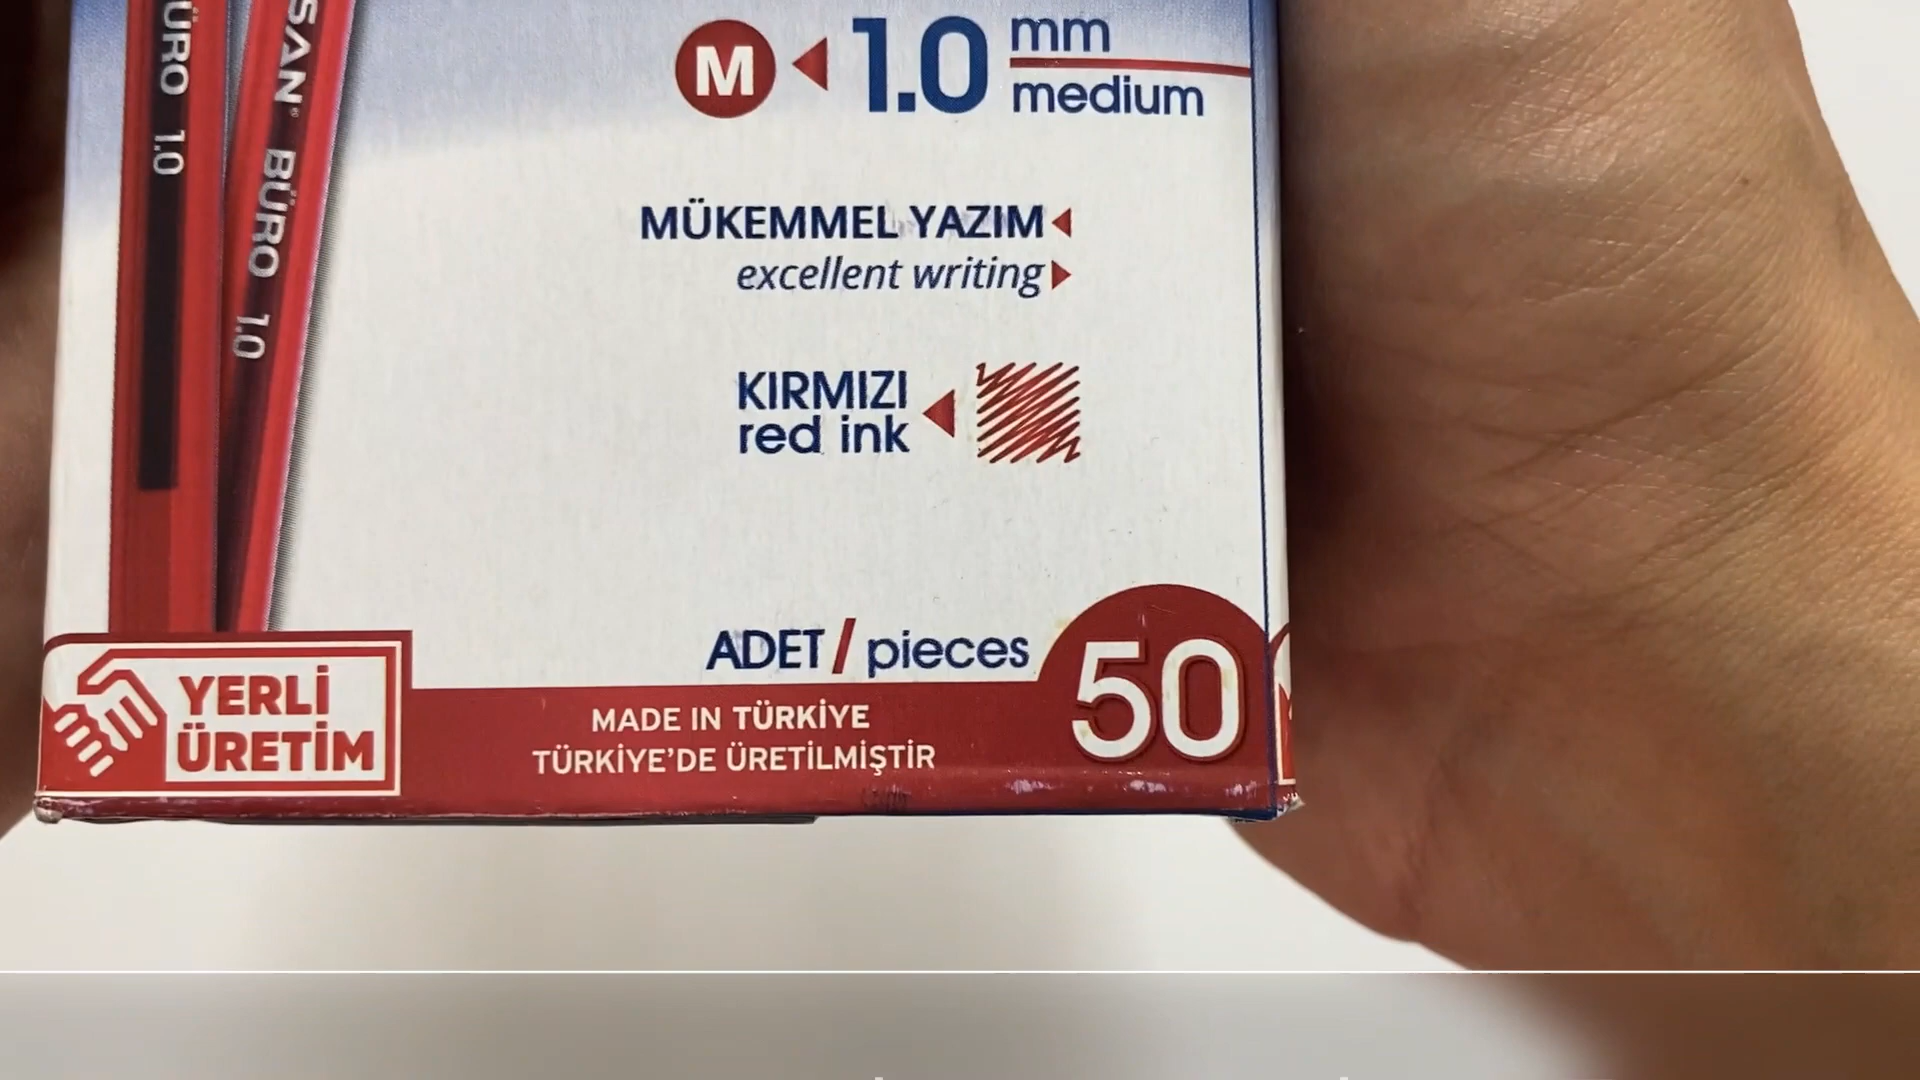 ÜRO 1.0
SAN® BÜRO 1.0
M 1.0 mm
medium
MÜKEMMEL YAZIM
excellent writing
KIRMIZI
red ink
ADET / pieces 50
YERLİ
ÜRETİM
MADE IN TÜRKİYE
TÜRKİYE'DE ÜRETİLMİŞTİR